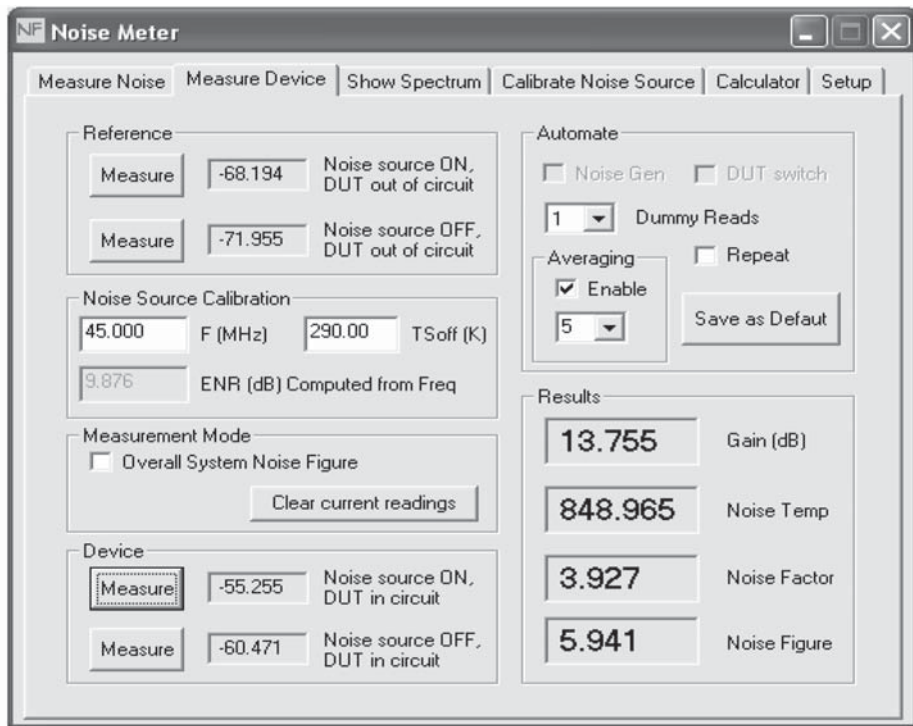 NF Noise Meter
Measure Noise Measure Device Show Spectrum Calibrate Noise Source Calculator Setup
Reference
Measure -68.194 Noise source ON,
DUT out of circuit
Measure -71.955 Noise source OFF,
DUT out of circuit
Noise Source Calibration
45.000 F (MHz) 290.00 TSoff (K)
9.876 ENR (dB) Computed from Freq
Measurement Mode
Overall System Noise Figure
Clear current readings
Device
Measure -55.255 Noise source ON,
DUT in circuit
Measure -60.471 Noise source OFF,
DUT in circuit
Automate
Noise Gen DUT switch
1 Dummy Reads
Averaging
Enable
5
Repeat
Save as Defaut
Results
13.755 Gain (dB)
848.965 Noise Temp
3.927 Noise Factor
5.941 Noise Figure